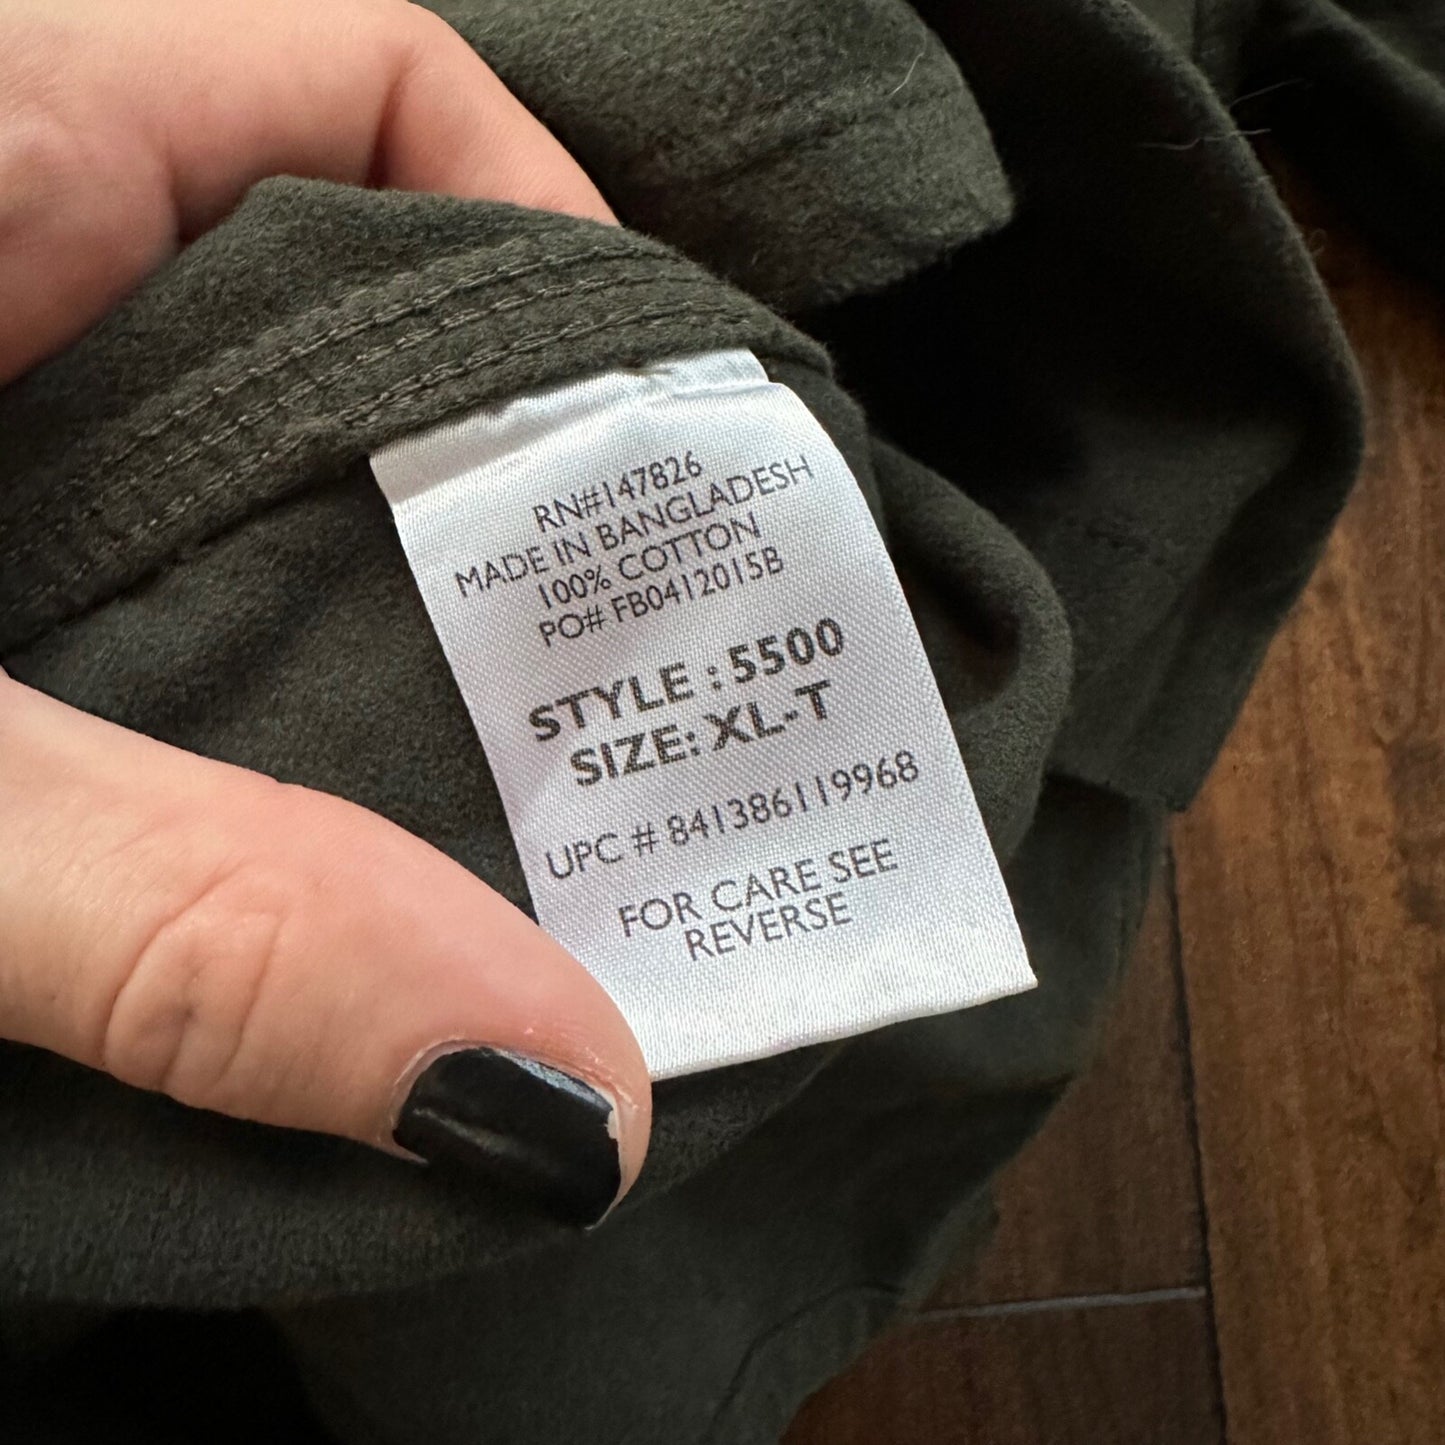 RN#147826
MADE IN BANGLADESH
100% COTTON
PO# FB0412015B
STYLE : 5500
SIZE: XL-T
UPC # 841386119968
FOR CARE SEE
REVERSE